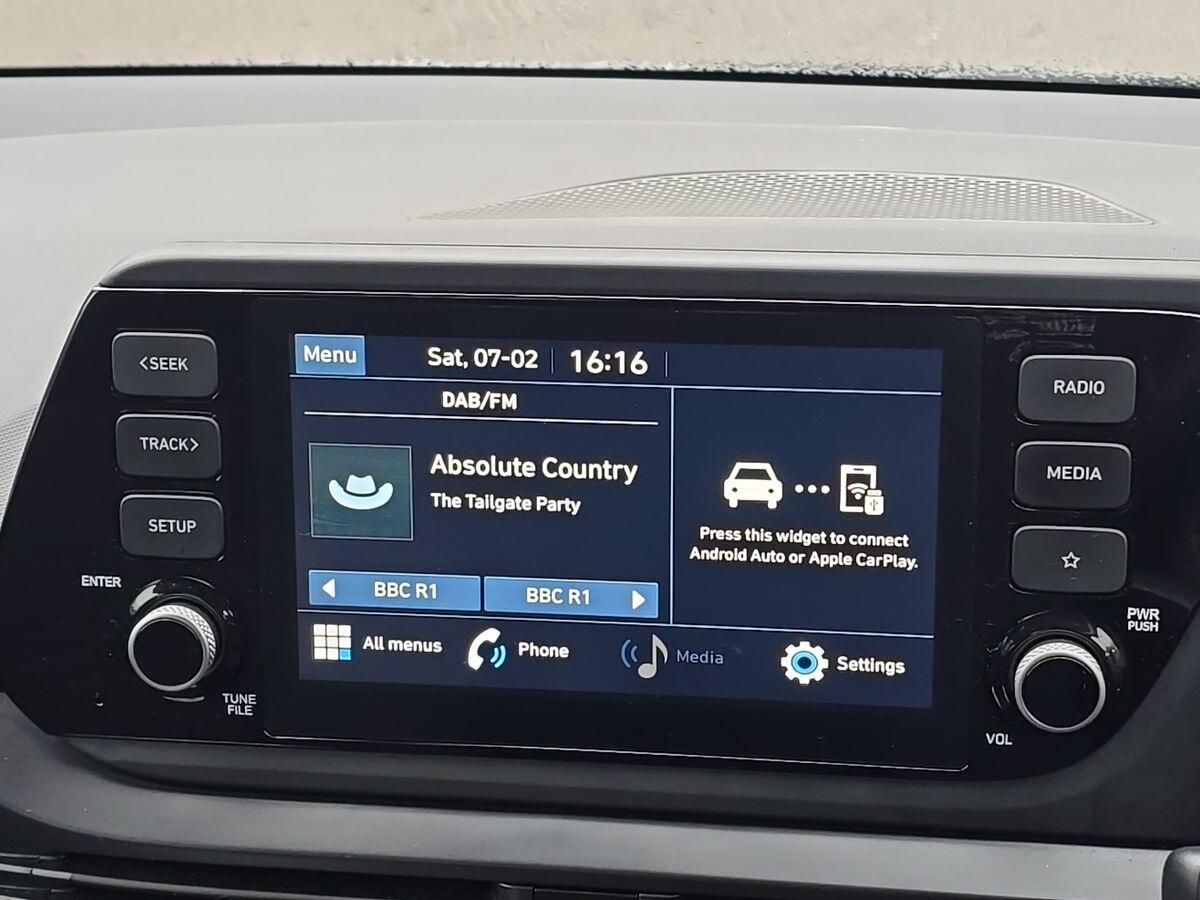 <SEEK
TRACK>
SETUP
ENTER
TUNE
FILE
Menu
Sat, 07-02
16:16
DAB/FM
Absolute Country
The Tailgate Party
BBC R1
BBC R1
Press this widget to connect
Android Auto or Apple CarPlay.
All menus
Phone
Media
Settings
RADIO
MEDIA
PWR
PUSH
VOL